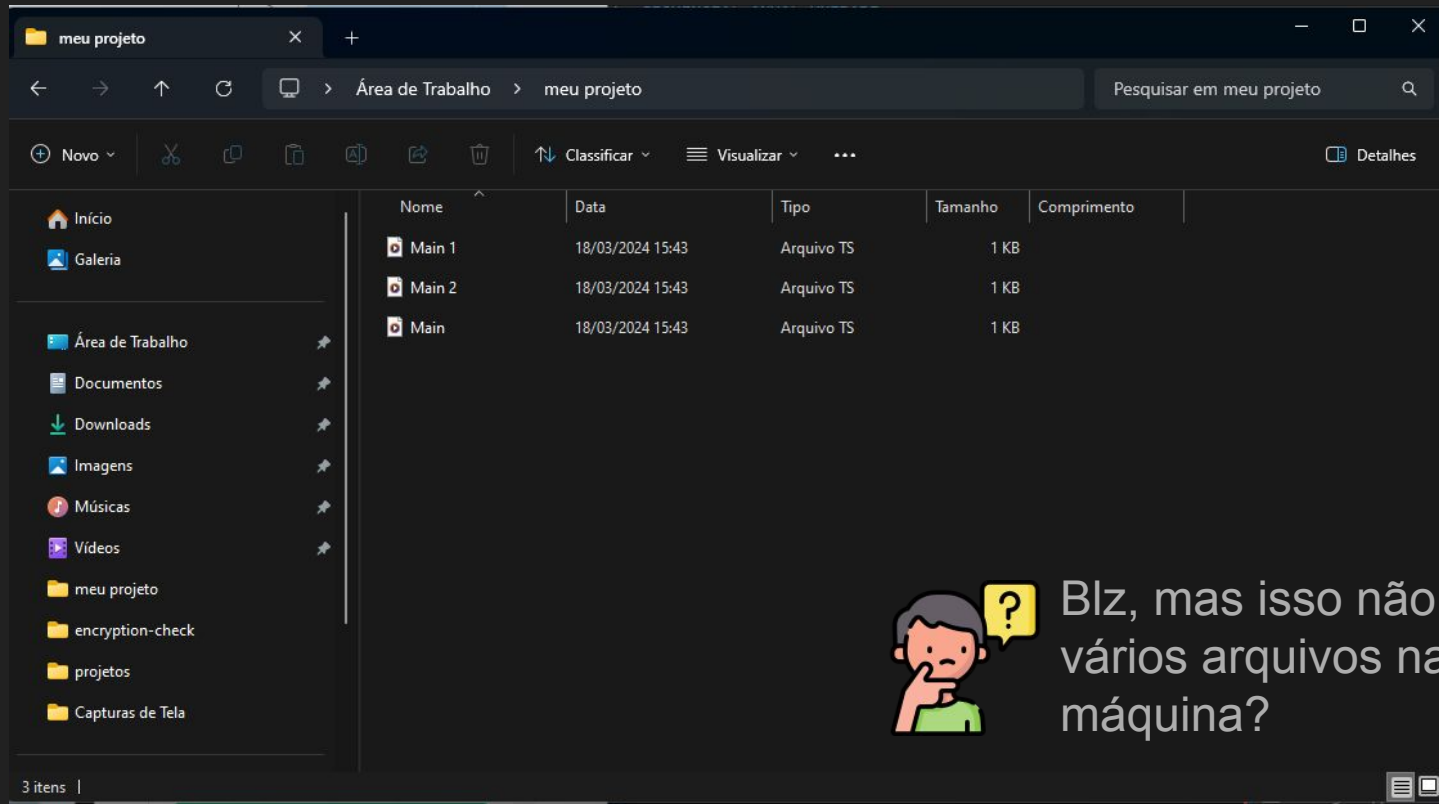 meu projeto
Área de Trabalho > meu projeto
Pesquisar em meu projeto
Novo
Classificar
Visualizar
Detalhes
Início
Galeria
Área de Trabalho
Documentos
Downloads
Imagens
Músicas
Vídeos
meu projeto
encryption-check
projetos
Capturas de Tela
Nome Data Tipo Tamanho Comprimento
Main 1 18/03/2024 15:43 Arquivo TS 1 KB
Main 2 18/03/2024 15:43 Arquivo TS 1 KB
Main 18/03/2024 15:43 Arquivo TS 1 KB
?
Blz, mas isso não
vários arquivos na
máquina?
3 itens